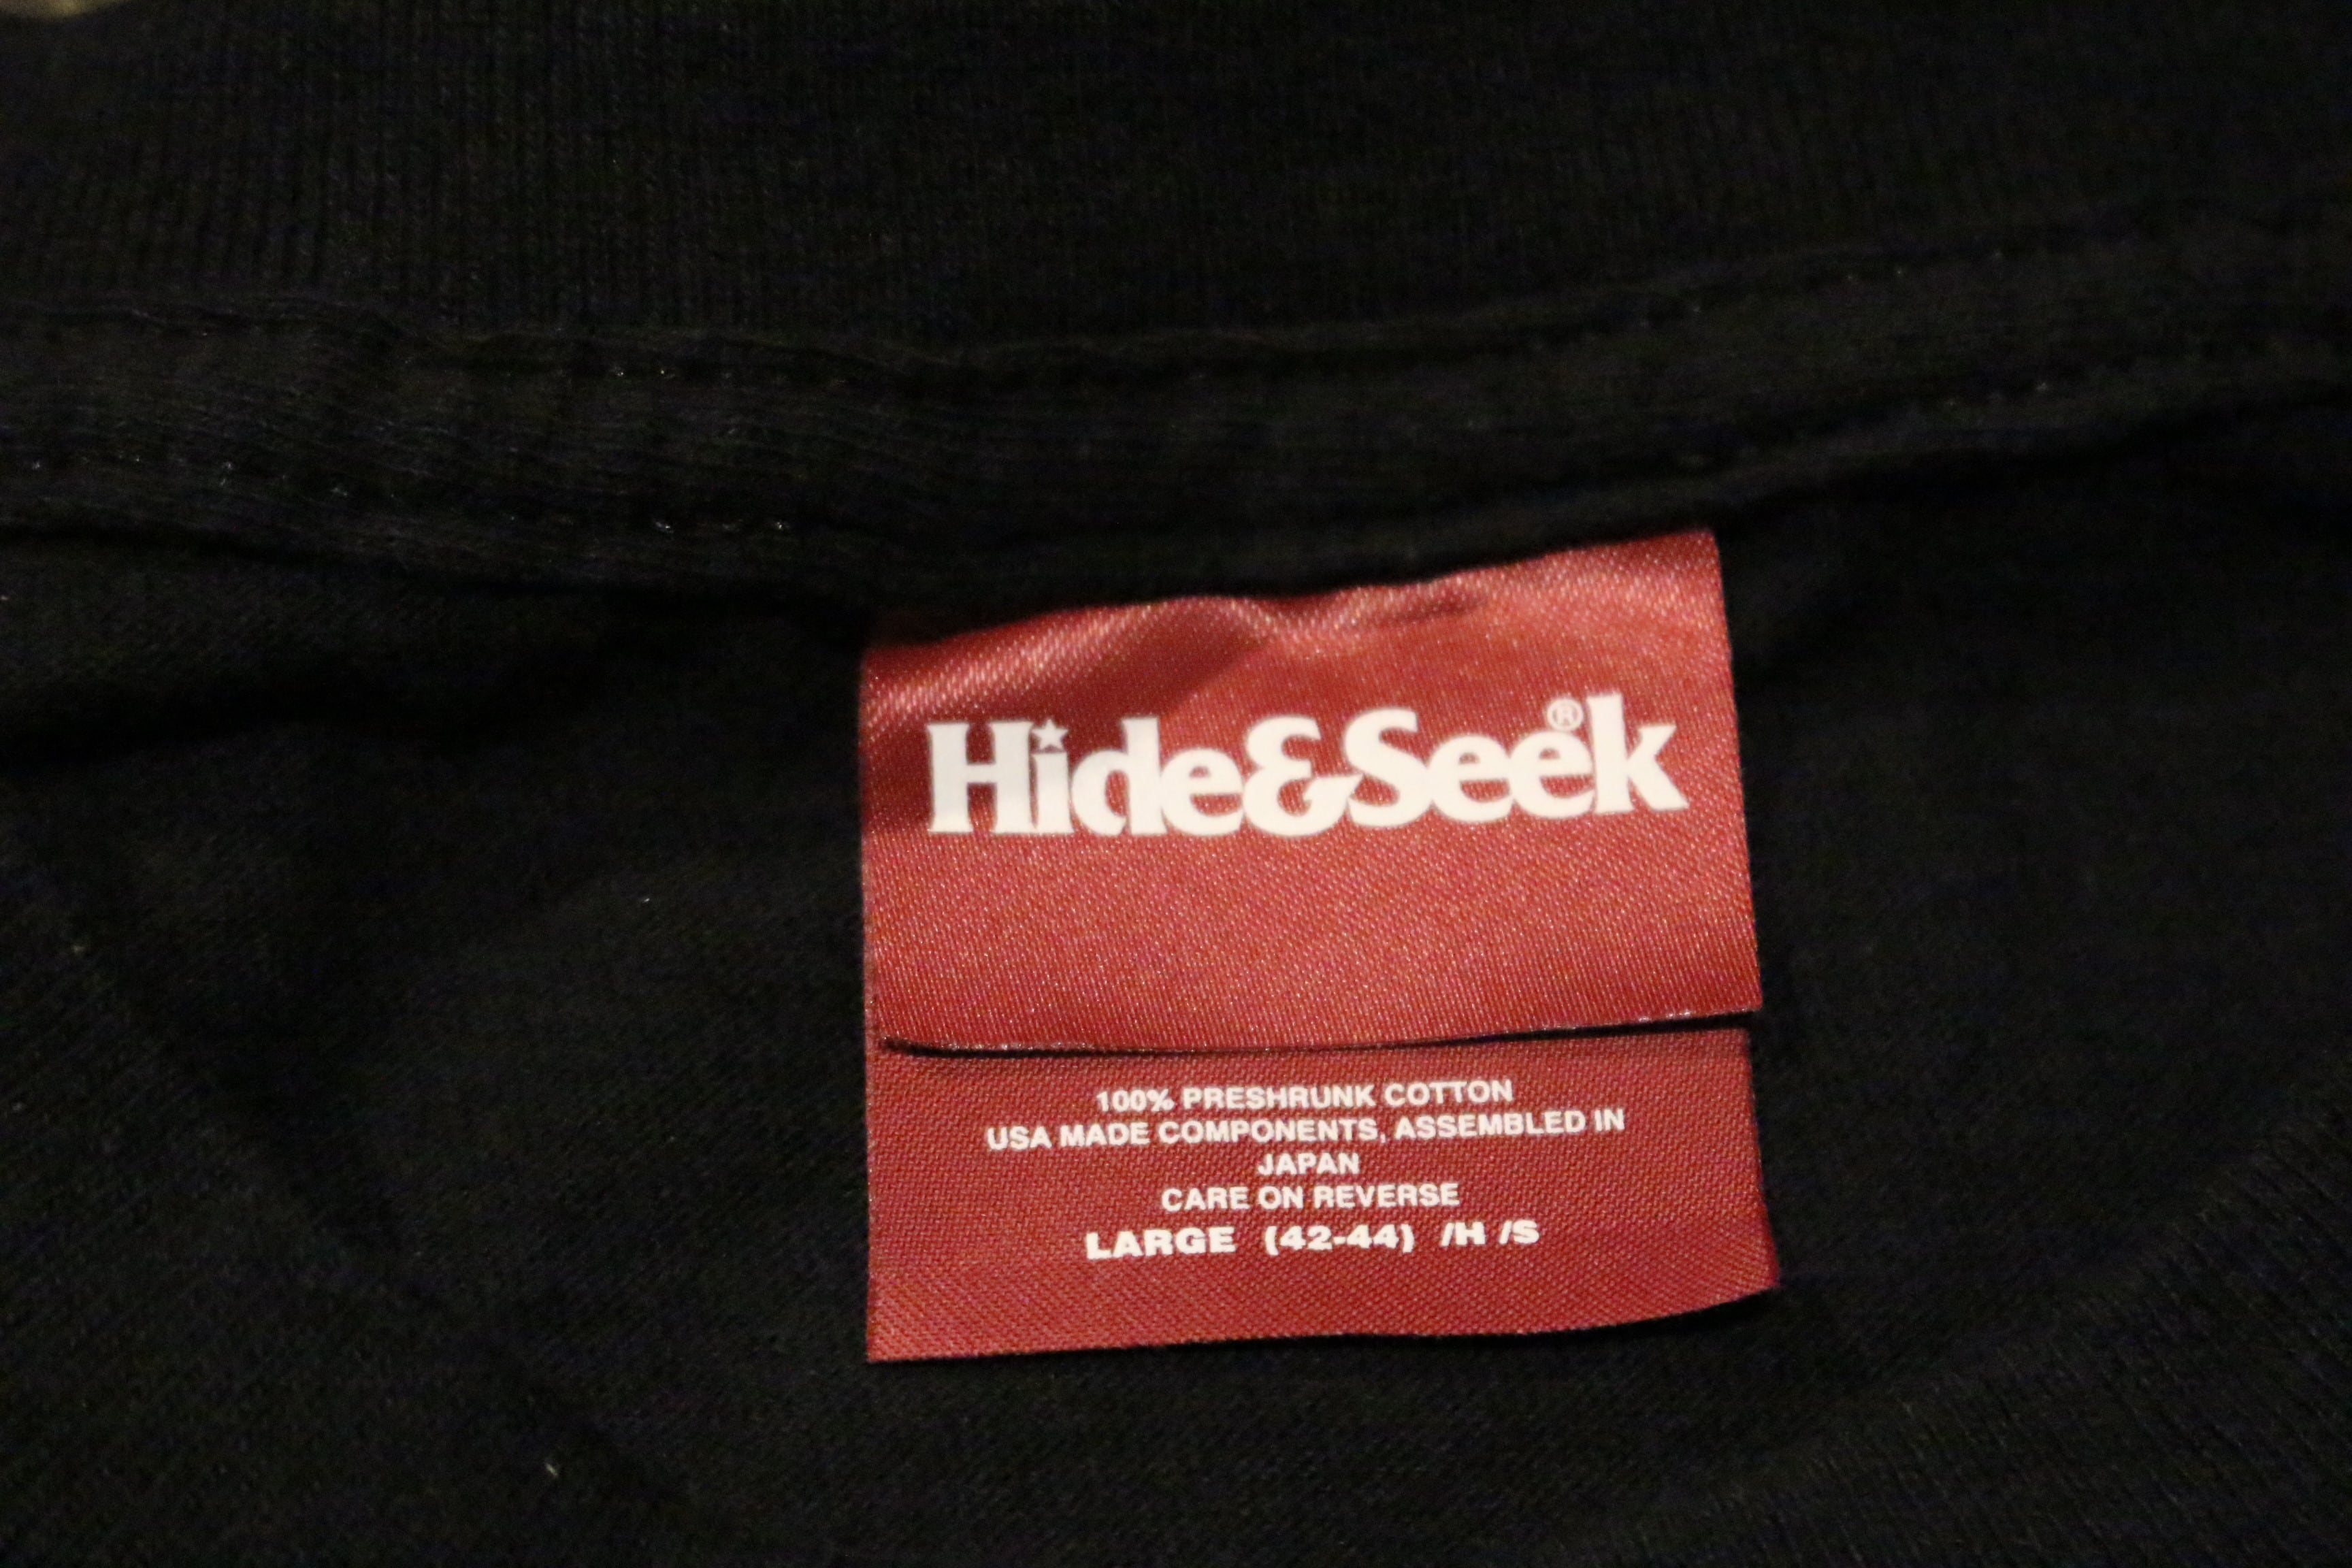 Hide&Seek®
100% PRESHRUNK COTTON
USA MADE COMPONENTS, ASSEMBLED IN
JAPAN
CARE ON REVERSE
LARGE (42-44) /H /S